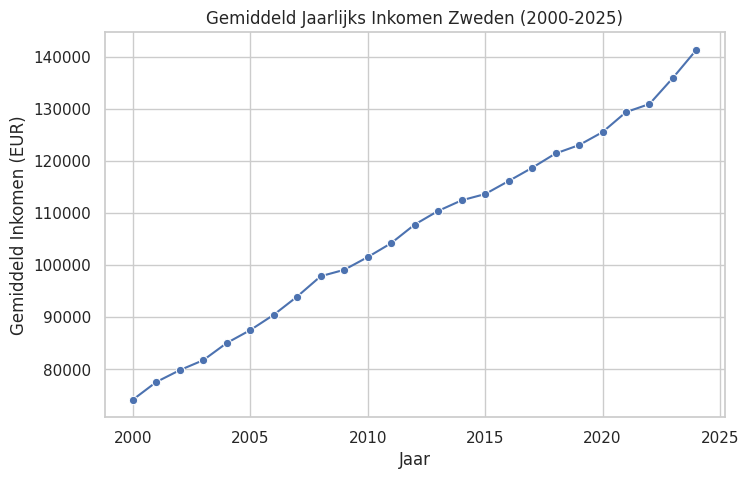 Gemiddeld Jaarlijks Inkomen Zweden (2000-2025)
Gemiddeld Inkomen (EUR)
140000
130000
120000
110000
100000
90000
80000
2000 2005 2010 2015 2020 2025
Jaar